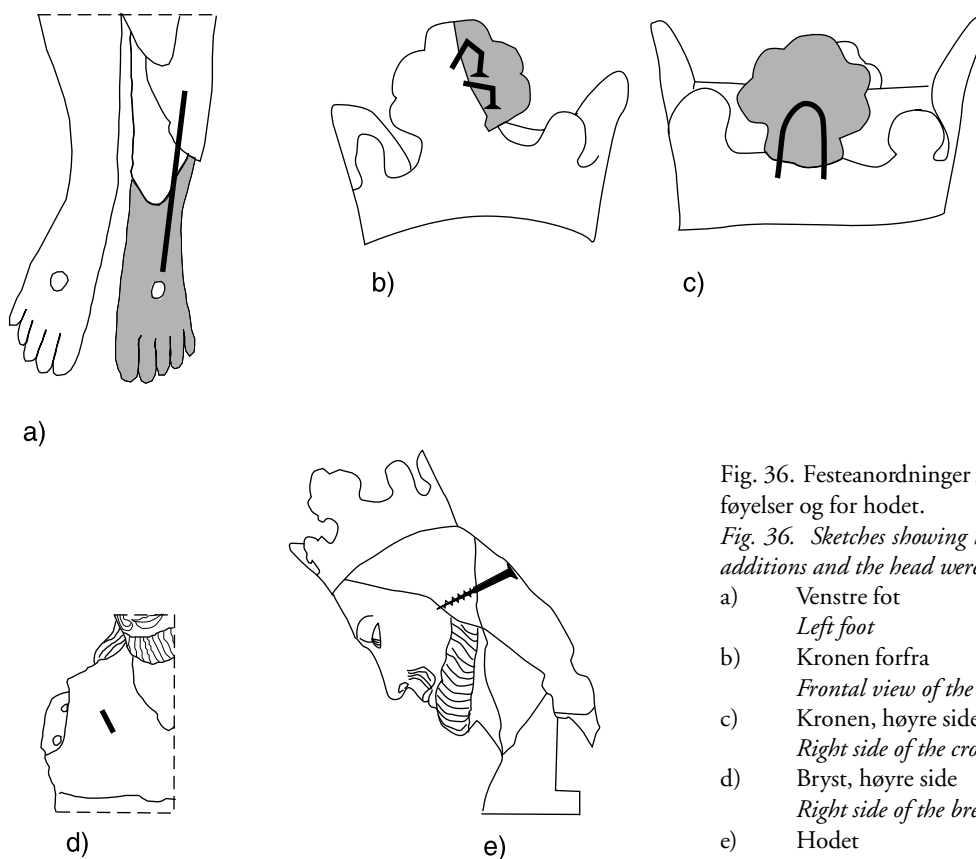 a)
b)
c)
d)
e)
Fig. 36. Festeanordninger
føyelser og for hodet.
Fig. 36. Sketches showing
additions and the head were
a) Venstre fot
Left foot
b) Kronen forfra
Frontal view of the
c) Kronen, høyre side
Right side of the
d) Bryst, høyre side
Right side of the
e) Hodet